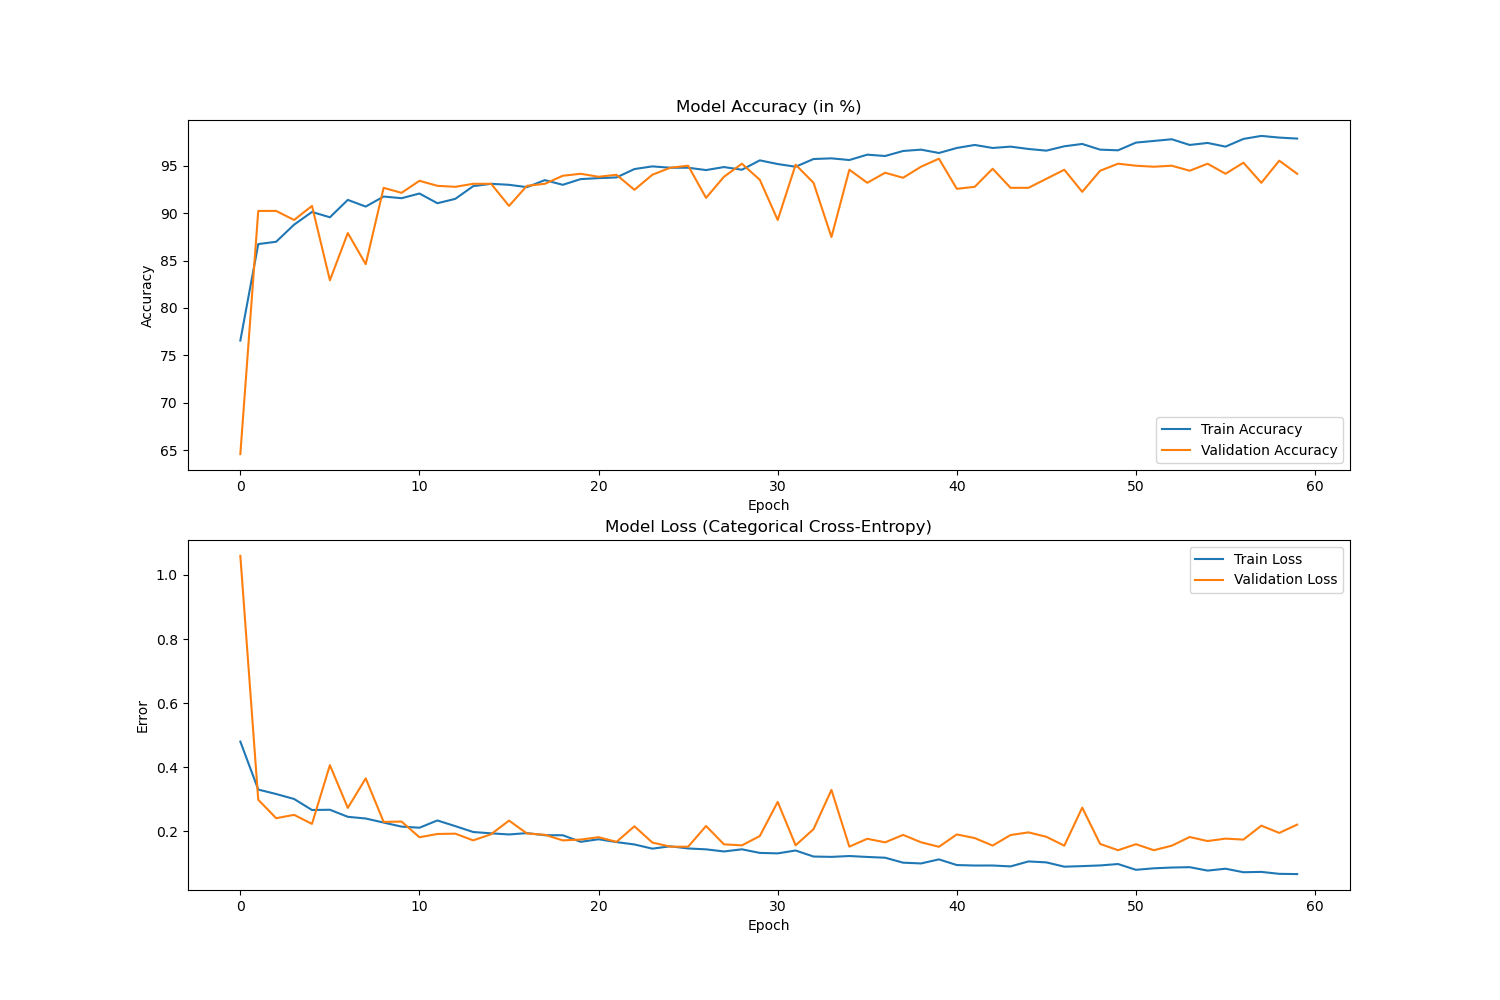 Model Accuracy (in %)
95
90
85
80
75
70
65
Accuracy
Train Accuracy
Validation Accuracy
0 10 20 30 40 50 60
Epoch
Model Loss (Categorical Cross-Entropy)
Train Loss
Validation Loss
1.0
0.8
0.6
0.4
0.2
Error
0 10 20 30 40 50 60
Epoch